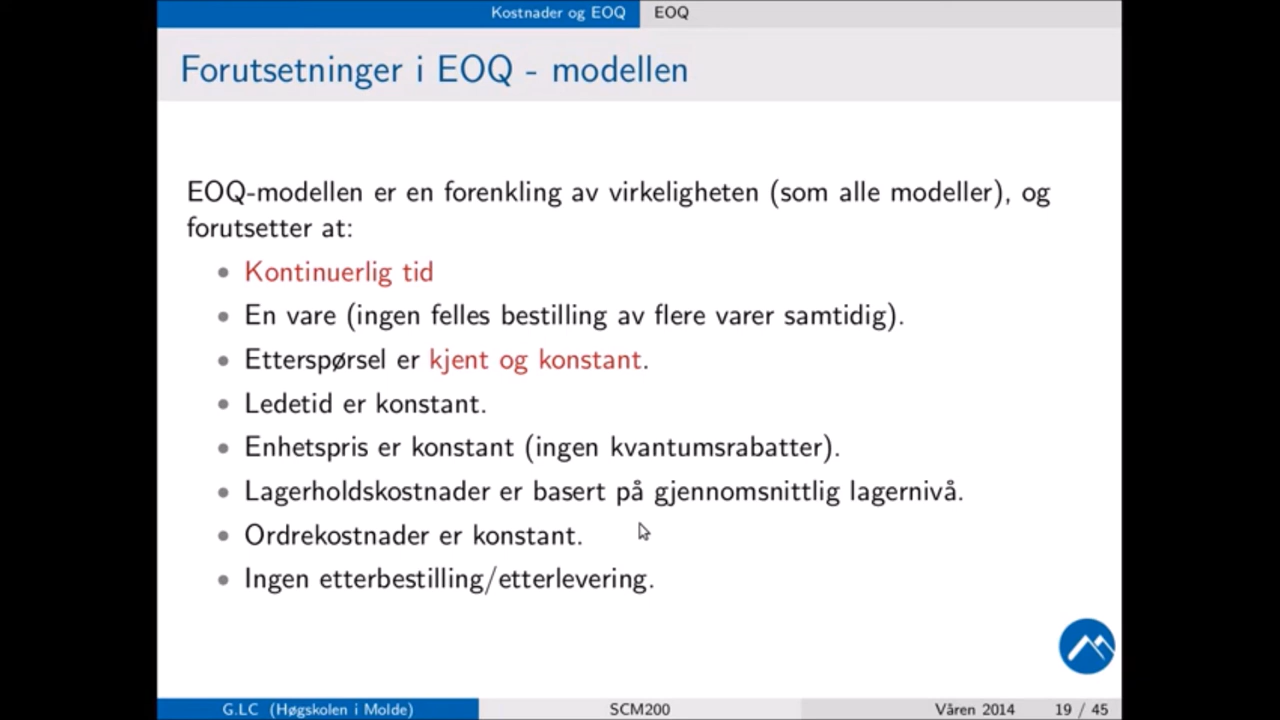 Kostnader og EOQ EOQ
Forutsetninger i EOQ - modellen
EOQ-modellen er en forenkling av virkeligheten (som alle modeller), og
forutsetter at:
Kontinuerlig tid
En vare (ingen felles bestilling av flere varer samtidig).
Etterspørsel er kjent og konstant.
Ledetid er konstant.
Enhetspris er konstant (ingen kvantumsrabatter).
Lagerholdskostnader er basert på gjennomsnittlig lagernivå.
Ordrekostnader er konstant.
Ingen etterbestilling/etterlevering.
G.LC (Høgskolen i Molde) SCM200 Våren 2014 19 / 45